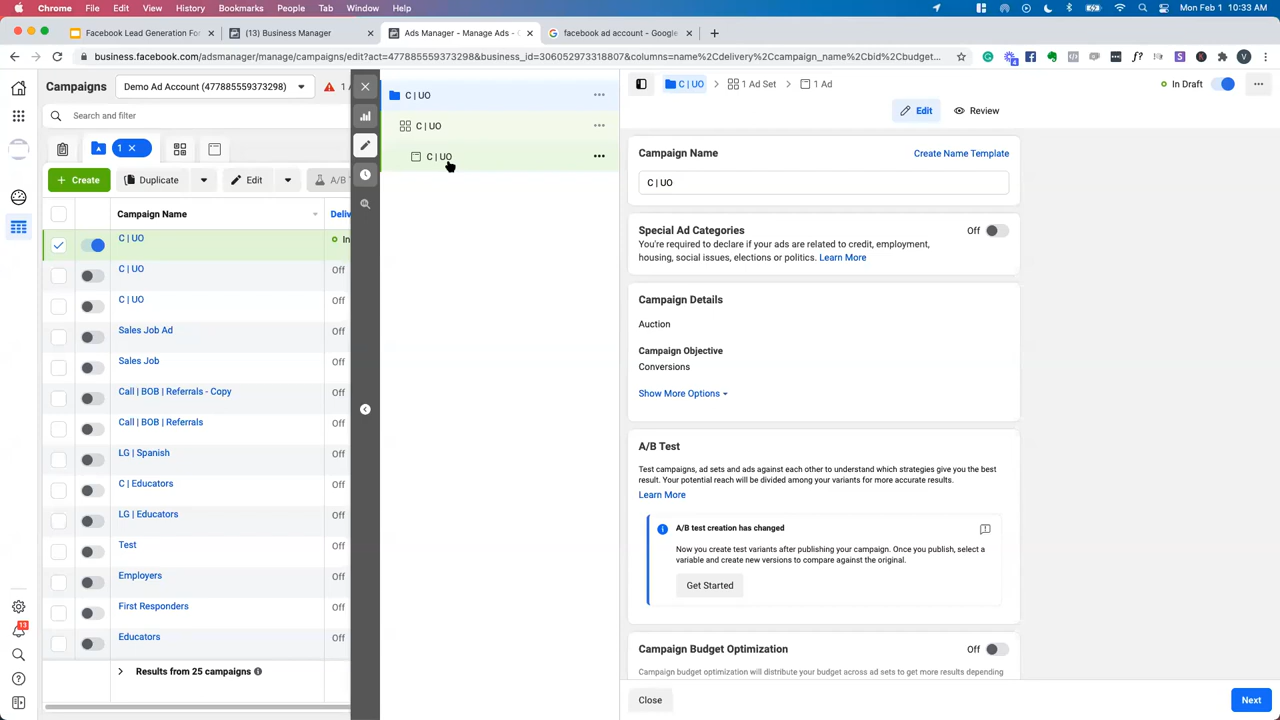 Chrome File Edit View History Bookmarks People Tab Window Help
Mon Jun 1 10:33 AM
Facebook Lead Generation Fo
(13) Business Manager
Ads Manager - Manage Ads - C
facebook ad account - Google
business.facebook.com/adsmanager/manage/campaigns/edit?act=477885559373298&business_id=306052973318807&columns=name%2Cdelivery%2Ccampaign_name%2Cbid%2Cbudget...
Campaigns
Demo Ad Account (477885559373298)
Search and filter
1
Create
Duplicate
Edit
A/B
Campaign Name
Deliv
C | UO
In
C | UO
Off
C | UO
Off
Sales Job Ad
Off
Sales Job
Off
Call | BOB | Referrals - Copy
Off
Call | BOB | Referrals
Off
LG | Spanish
Off
C | Educators
Off
LG | Educators
Off
Test
Off
Employers
Off
First Responders
Off
Educators
Off
Results from 25 campaigns
13
C | UO
C | UO
C | UO
C | UO > 1 Ad Set > 1 Ad
In Draft
Edit
Review
Campaign Name
Create Name Template
C | UO
Special Ad Categories
Off
You're required to declare if your ads are related to credit, employment,
housing, social issues, elections or politics. Learn More
Campaign Details
Auction
Campaign Objective
Conversions
Show More Options
A/B Test
Test campaigns, ad sets and ads against each other to understand which strategies give you the best
result. Your potential reach will be divided among your variants for more accurate results.
Learn More
A/B test creation has changed
Now you create test variants after publishing your campaign. Once you publish, select a
variable and create new versions to compare against the original.
Get Started
Campaign Budget Optimization
Off
Campaign budget optimization will distribute your budget across ad sets to get more results depending
Close
Next